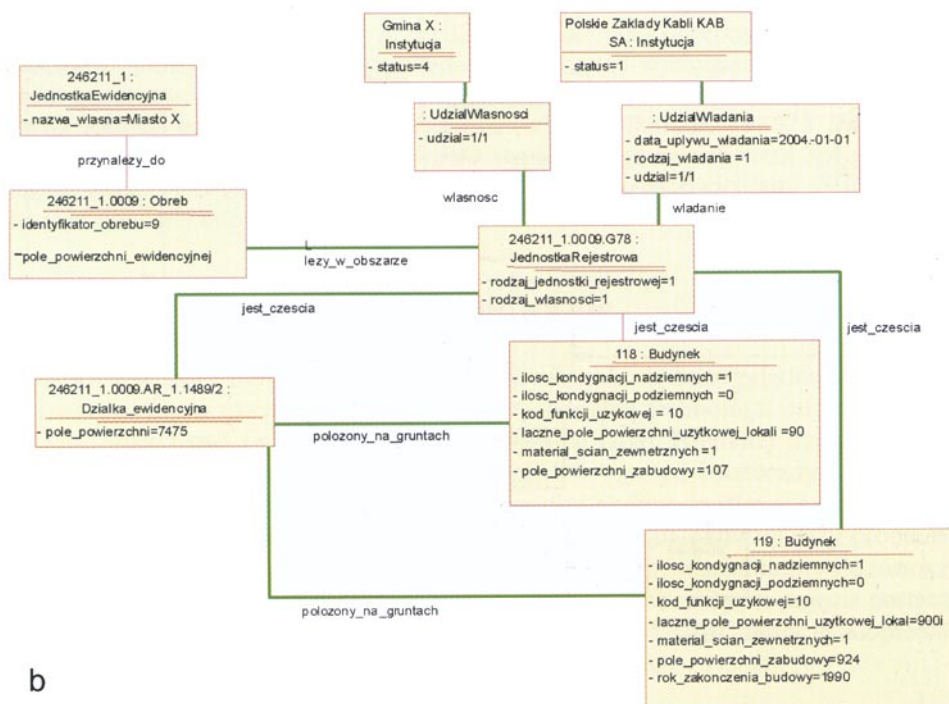 Gmina X :
Instytucja
- status=4
Polskie Zaklady Kabli KAB
SA : Instytucja
- status=1
246211_1 :
JednostkaEwidencyjna
- nazwa_wlasna=Miasto X
: UdzialWlasnosci
- udzial=1/1
: UdzialWladania
- data_uplywu_wladania=2004.-01-01
- rodzaj_wladania =1
- udzial=1/1
przynalezy_do
wlasnosc
wladanie
246211_1.0009 : Obreb
- identyfikator_obrebu=9
-pole_powierzchni_ewidencyjnej
lezy_w_obszarze
246211_1.0009.G78 :
JednostkaRejestrowa
- rodzaj_jednostki_rejestrowej=1
- rodzaj_wlasnosci=1
jest_czescia
jest_czescia
jest_czescia
246211_1.0009.AR_1.1489/2 :
Dzialka_ewidencyjna
- pole_powierzchni=7475
polozony_na_gruntach
118 : Budynek
- ilosc_kondygnacji_nadziemnych =1
- ilosc_kondygnacji_podziemnych =0
- kod_funkcji_uzykowej = 10
- laczne_pole_powierzchni_uzytkowej_lokali =90
- material_scian_zewnetrznych =1
- pole_powierzchni_zabudowy=107
polozony_na_gruntach
119 : Budynek
- ilosc_kondygnacji_nadziemnych=1
- ilosc_kondygnacji_podziemnych=0
- kod_funkcji_uzykowej=10
- laczne_pole_powierzchni_uzytkowej_lokal=900i
- material_scian_zewnetrznych=1
- pole_powierzchni_zabudowy=924
- rok_zakonczenia_budowy=1990
b